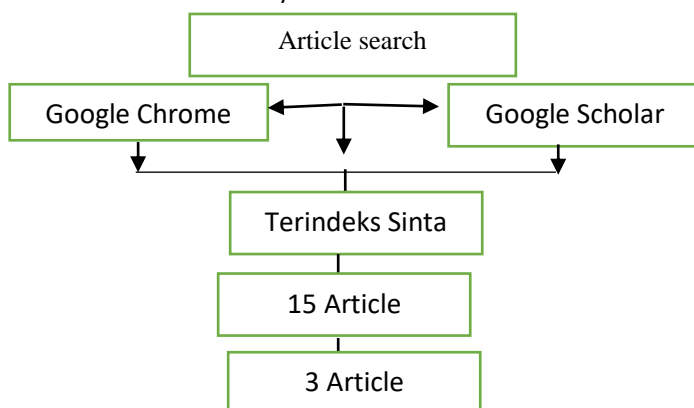 Article search
Google Chrome
Google Scholar
Terindeks Sinta
15 Article
3 Article